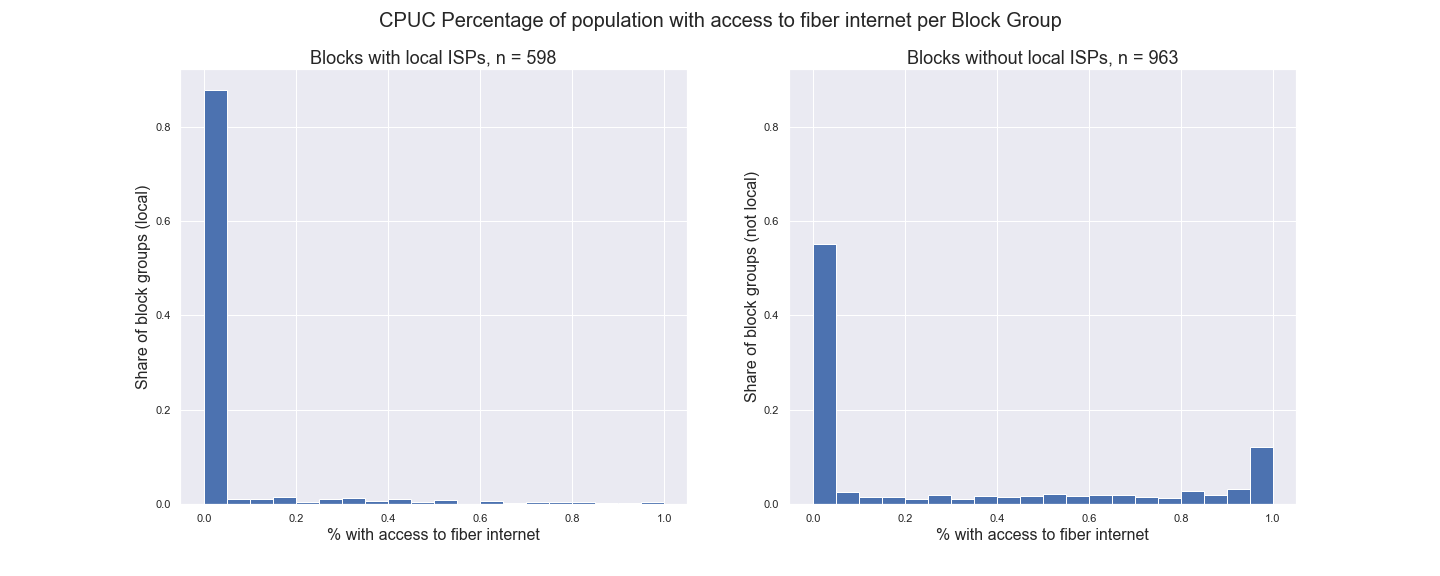 CPUC Percentage of population with access to fiber internet per Block Group
Blocks with local ISPs, n = 598
Share of block groups (local)
0.8
0.6
0.4
0.2
0.0
0.0 0.2 0.4 0.6 0.8 1.0
% with access to fiber internet
Blocks without local ISPs, n = 963
Share of block groups (not local)
0.8
0.6
0.4
0.2
0.0
0.0 0.2 0.4 0.6 0.8 1.0
% with access to fiber internet